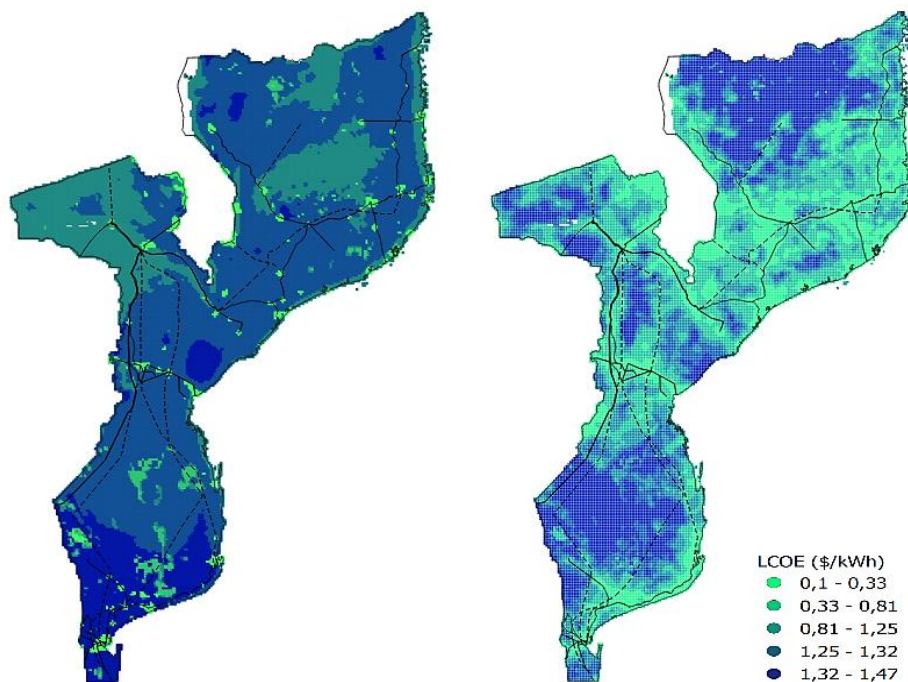 LCOE ($/kWh)
0,1 - 0,33
0,33 - 0,81
0,81 - 1,25
1,25 - 1,32
1,32 - 1,47